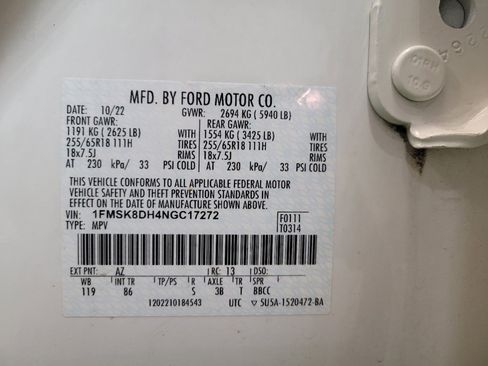 MFD. BY FORD MOTOR CO.
DATE: 10/22 GVWR: 2694 KG ( 5940 LB)
FRONT GAWR: REAR GAWR:
1191 KG ( 2625 LB) WITH 1554 KG ( 3425 LB) WITH
255/65R18 111H TIRES 255/65R18 111H TIRES
18x7.5J RIMS 18x7.5J RIMS
AT 230 kPa/ 33 PSI COLD AT 230 kPa/ 33 PSI COLD
THIS VEHICLE CONFORMS TO ALL APPLICABLE FEDERAL MOTOR
VEHICLE SAFETY AND THEFT PREVENTION STANDARDS IN
EFFECT ON THE DATE OF MANUFACTURE SHOWN ABOVE.
VIN: 1FMSK8DH4NGC17272 F0111
TYPE: MPV T0314
EXT PNT: AZ RC: 13 DSO:
WB INT TR TP/PS R AXLE TR SPR
119 86 S 3B T BBCC
1202210184543 UTC ▽ SU5A-1520472-BA
2264